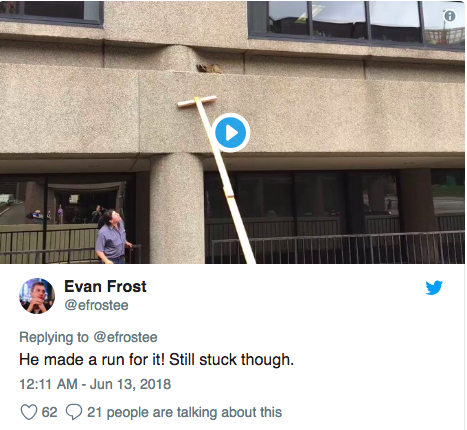 Evan Frost
@efrostee
Replying to @efrostee
He made a run for it! Still stuck though.
12:11 AM - Jun 13, 2018
62 21 people are talking about this